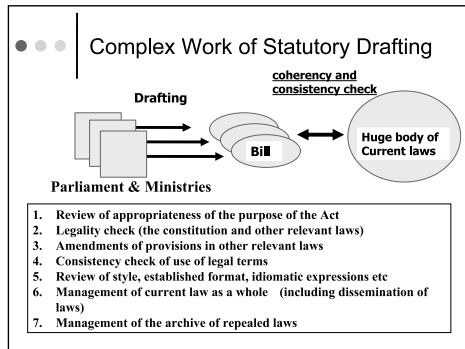 Complex Work of Statutory Drafting
coherency and
consistency check
Drafting
Bill
Huge body of
Current laws
Parliament & Ministries
1. Review of appropriateness of the purpose of the Act
2. Legality check (the constitution and other relevant laws)
3. Amendments of provisions in other relevant laws
4. Consistency check of use of legal terms
5. Review of style, established format, idiomatic expressions etc
6. Management of current law as a whole (including dissemination of
laws)
7. Management of the archive of repealed laws